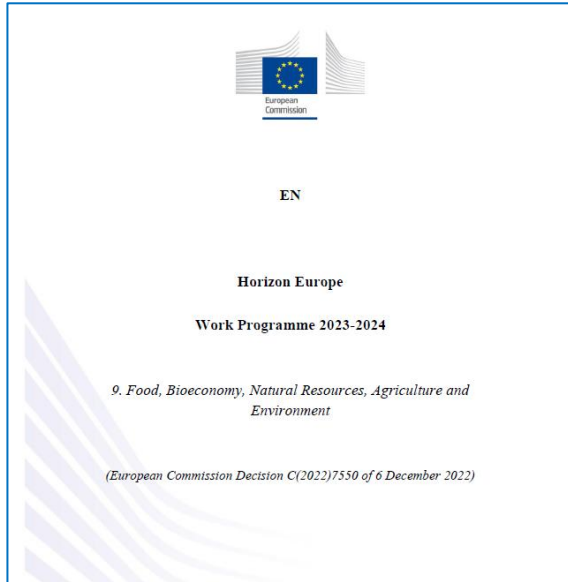 European
Commission
EN
Horizon Europe
Work Programme 2023-2024
9. Food, Bioeconomy, Natural Resources, Agriculture and
Environment
(European Commission Decision C(2022)7550 of 6 December 2022)